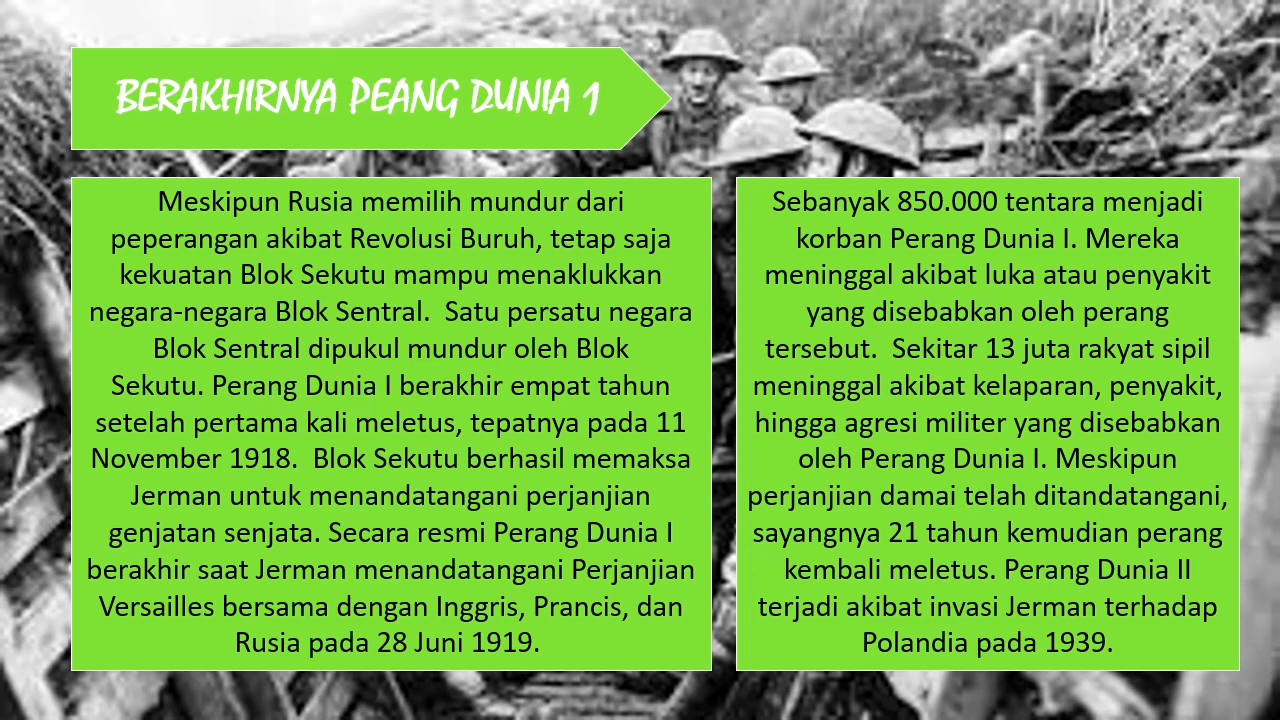 BERAKHIRNYA PEANG DUNIA 1
Meskipun Rusia memilih mundur dari
peperangan akibat Revolusi Buruh, tetap saja
kekuatan Blok Sekutu mampu menaklukkan
negara-negara Blok Sentral.  Satu persatu negara
Blok Sentral dipukul mundur oleh Blok
Sekutu. Perang Dunia I berakhir empat tahun
setelah pertama kali meletus, tepatnya pada 11
November 1918.  Blok Sekutu berhasil memaksa
Jerman untuk menandatangani perjanjian
genjatan senjata. Secara resmi Perang Dunia I
berakhir saat Jerman menandatangani Perjanjian
Versailles bersama dengan Inggris, Prancis, dan
Rusia pada 28 Juni 1919.
Sebanyak 850.000 tentara menjadi
korban Perang Dunia I. Mereka
meninggal akibat luka atau penyakit
yang disebabkan oleh perang
tersebut.  Sekitar 13 juta rakyat sipil
meninggal akibat kelaparan, penyakit,
hingga agresi militer yang disebabkan
oleh Perang Dunia I. Meskipun
perjanjian damai telah ditandatangani,
sayangnya 21 tahun kemudian perang
kembali meletus. Perang Dunia II
terjadi akibat invasi Jerman terhadap
Polandia pada 1939.